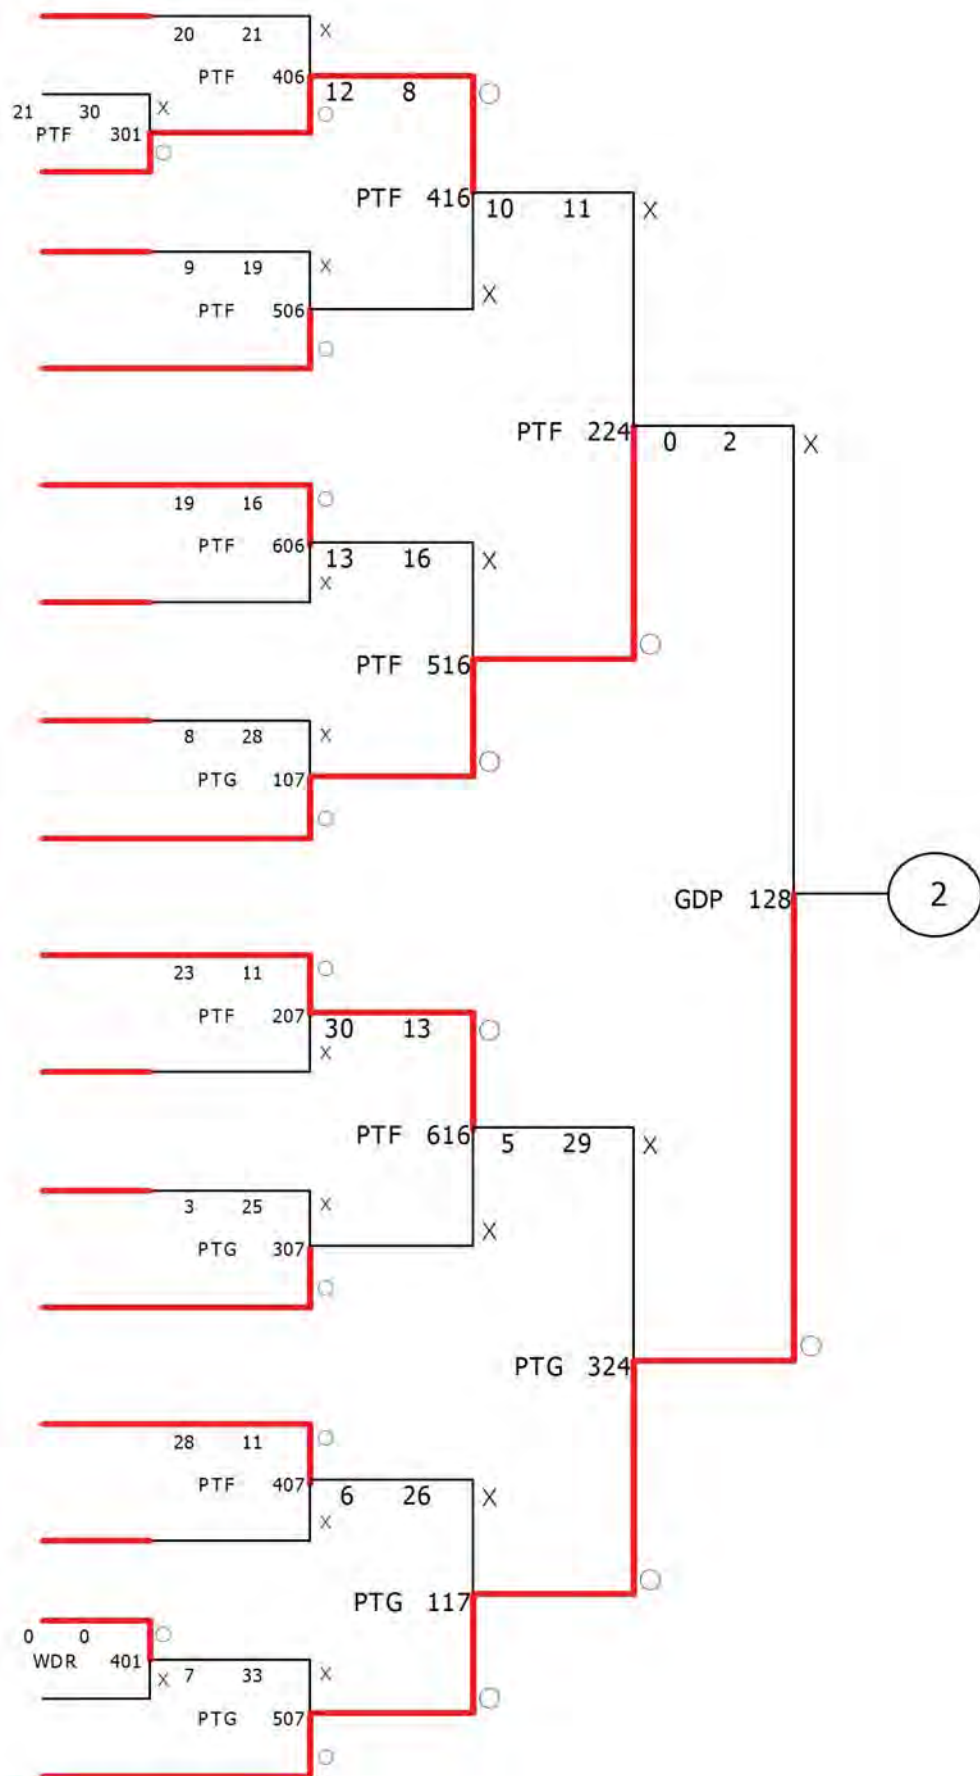 20 21 X
PTF 406
12 8 ○
21 30 X ○
PTF 301 ○
PTF 416
10 11 X
9 19 X
X
PTF 506
○
PTF 224
0 2 X
19 16 ○
PTF 606
13 16 X
X
○
PTF 516
8 28 X
○
PTG 107
○
GDP 128
2
23 11 ○
PTF 207
30 13 ○
X
PTF 616
5 29 X
3 25 X
X
PTG 307
○
○
PTG 324
28 11 ○
PTF 407
6 26 X
X
○
PTG 117
0 0 ○
WDR 401
X 7 33 X
○
PTG 507
○